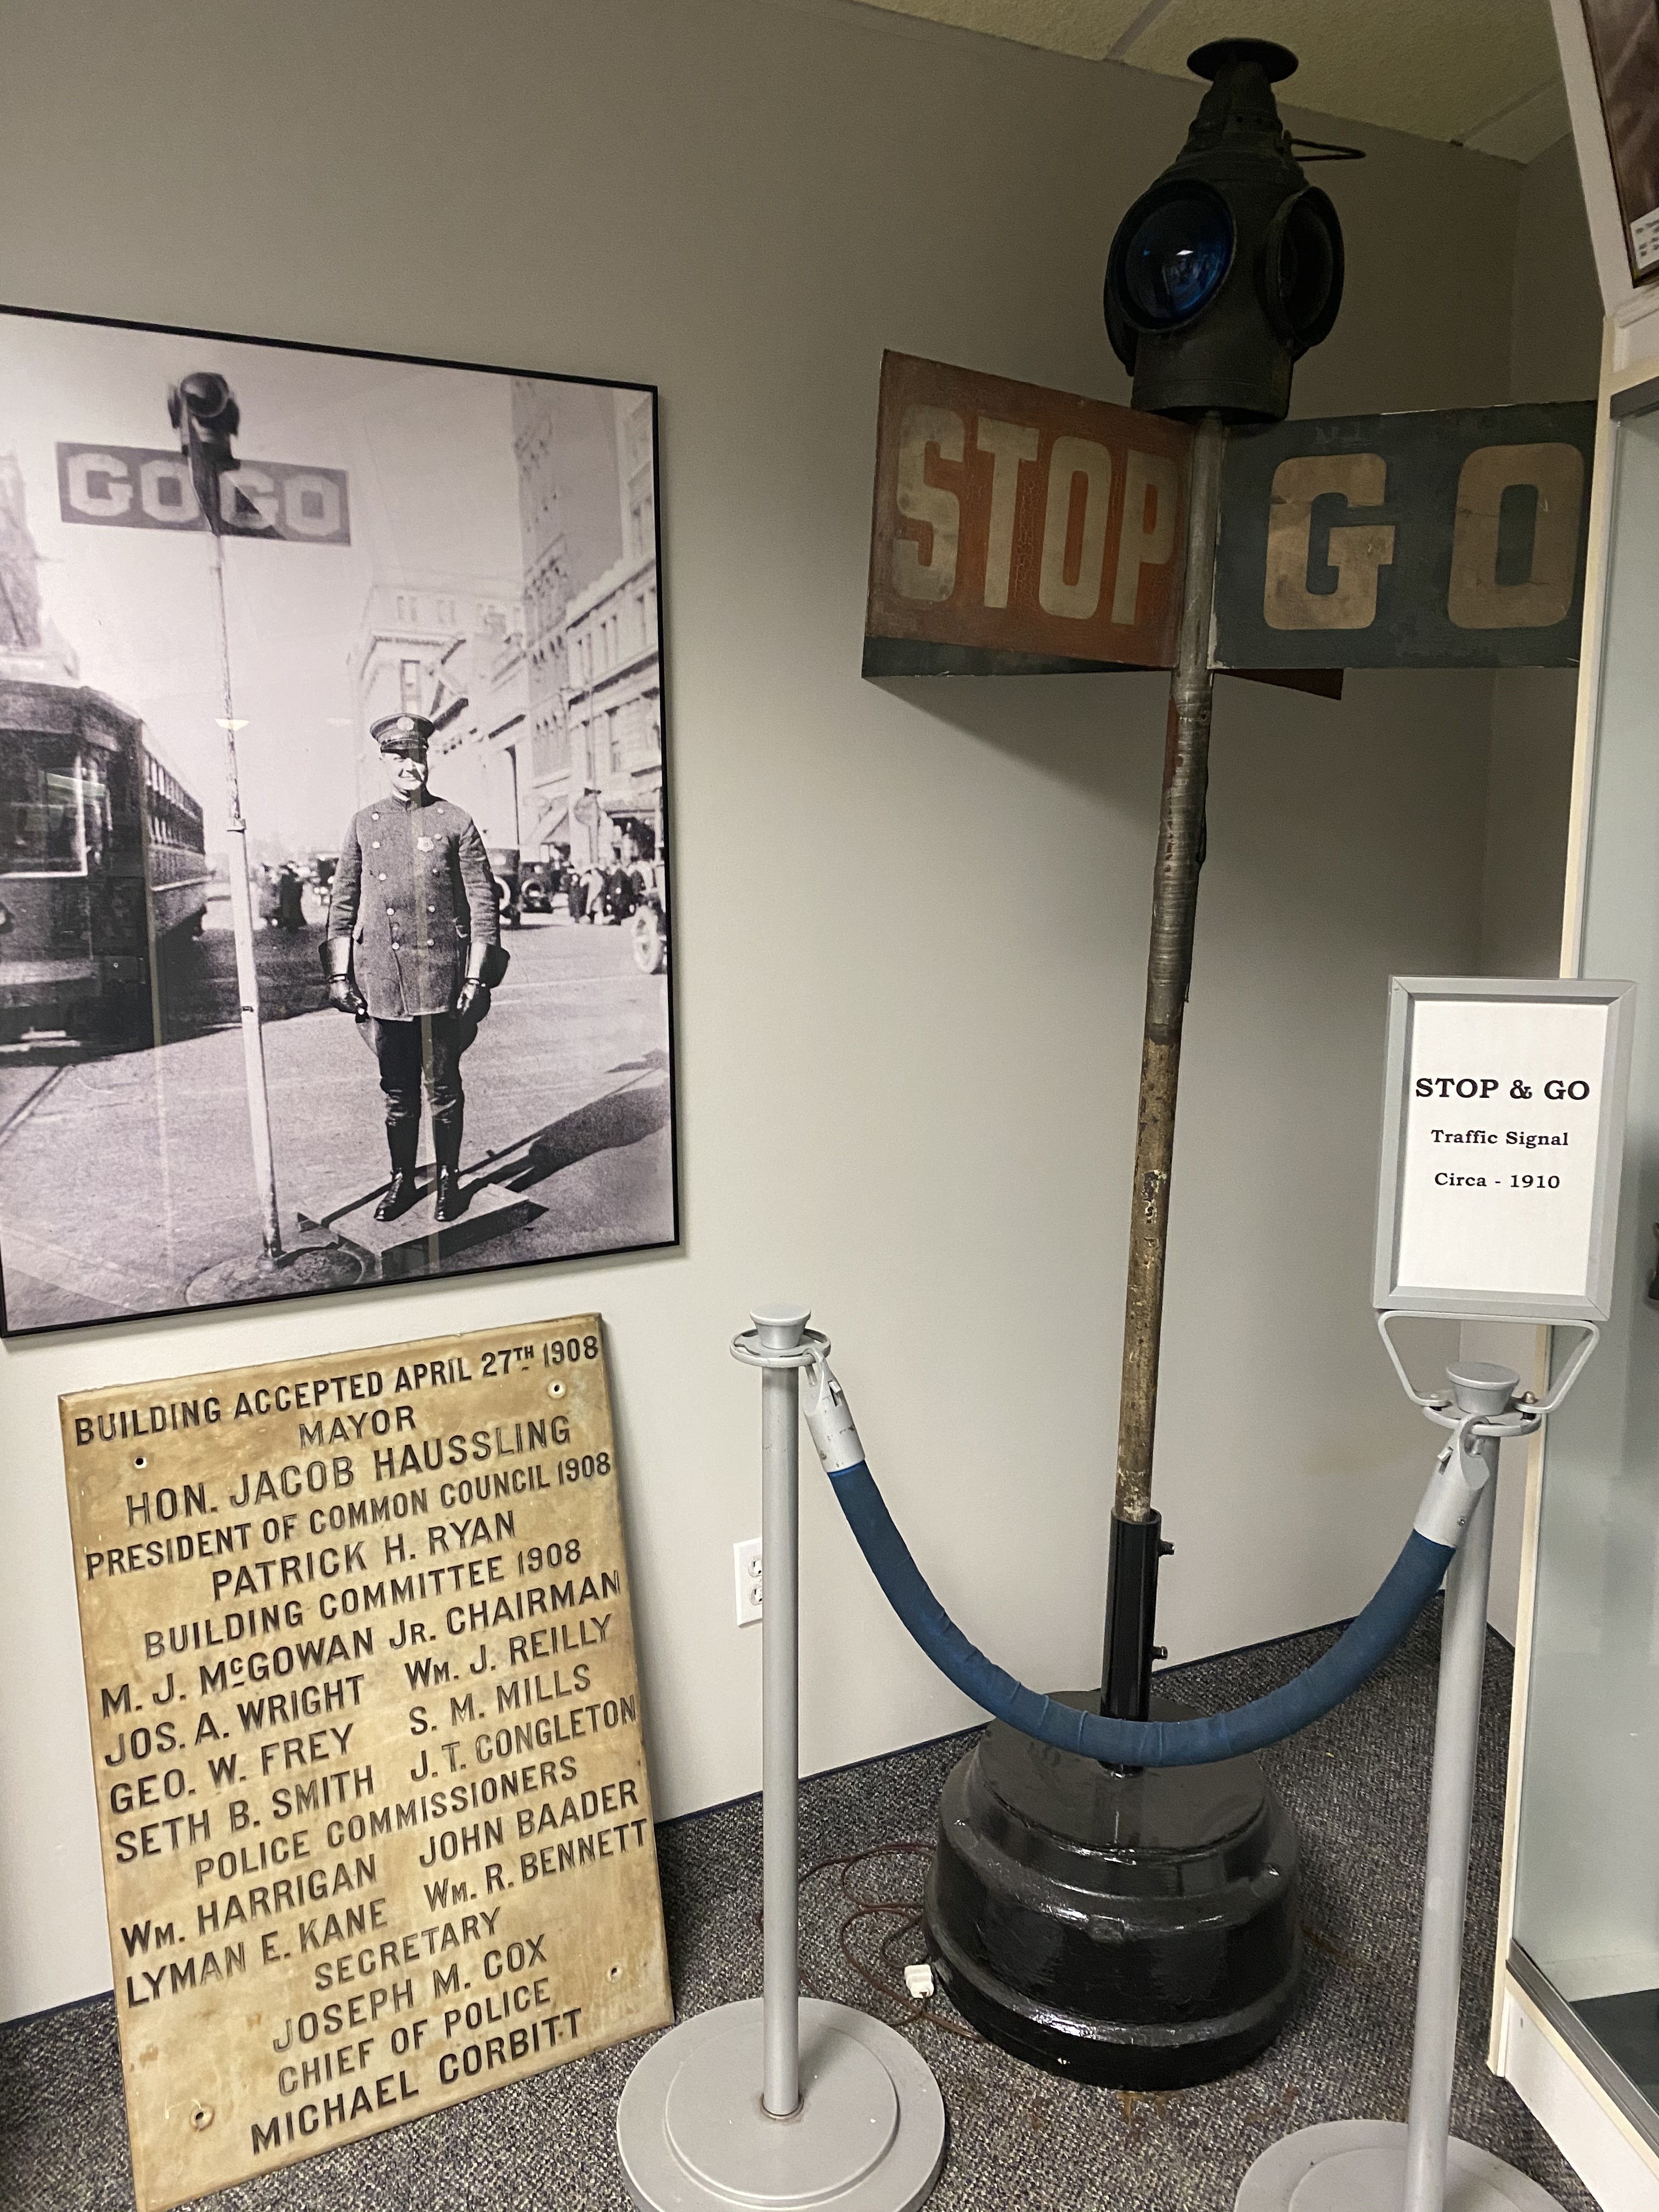 GO GO
STOP
GO
STOP & GO
Traffic Signal
Circa - 1910
BUILDING ACCEPTED APRIL 27TH 1908
MAYOR
HON. JACOB HAUSSLING
PRESIDENT OF COMMON COUNCIL 1908
PATRICK H. RYAN
BUILDING COMMITTEE 1908
M. J. McGOWAN JR. CHAIRMAN
JOS. A. WRIGHT WM. J. REILLY
GEO. W. FREY S. M. MILLS
SETH B. SMITH J. T. CONGLETON
POLICE COMMISSIONERS
WM. HARRIGAN JOHN BAADER
LYMAN E. KANE WM. R. BENNETT
SECRETARY
JOSEPH M. COX
CHIEF OF POLICE
MICHAEL CORBITT